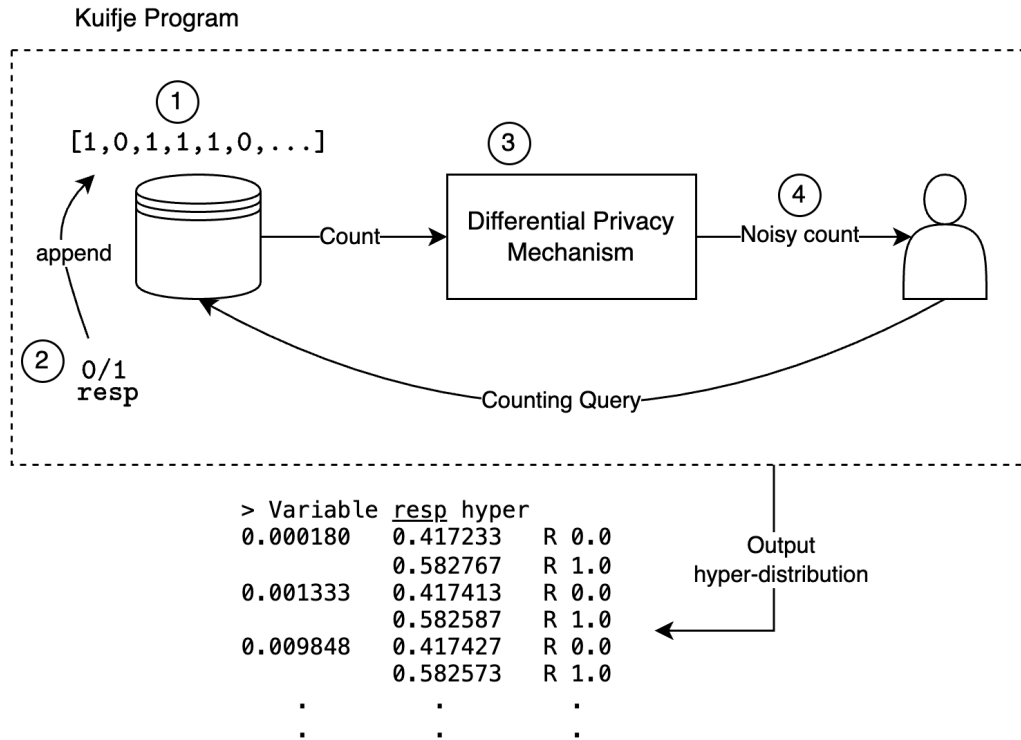 Kuifje Program
1
[1,0,1,1,1,0,...]
3
Differential Privacy
Mechanism
4
Count
Noisy count
append
2
0/1
resp
Counting Query
> Variable resp hyper
0.000180 0.417233 R 0.0
0.582767 R 1.0
0.001333 0.417413 R 0.0
0.582587 R 1.0
0.009848 0.417427 R 0.0
0.582573 R 1.0
. . .
. . .
Output
hyper-distribution